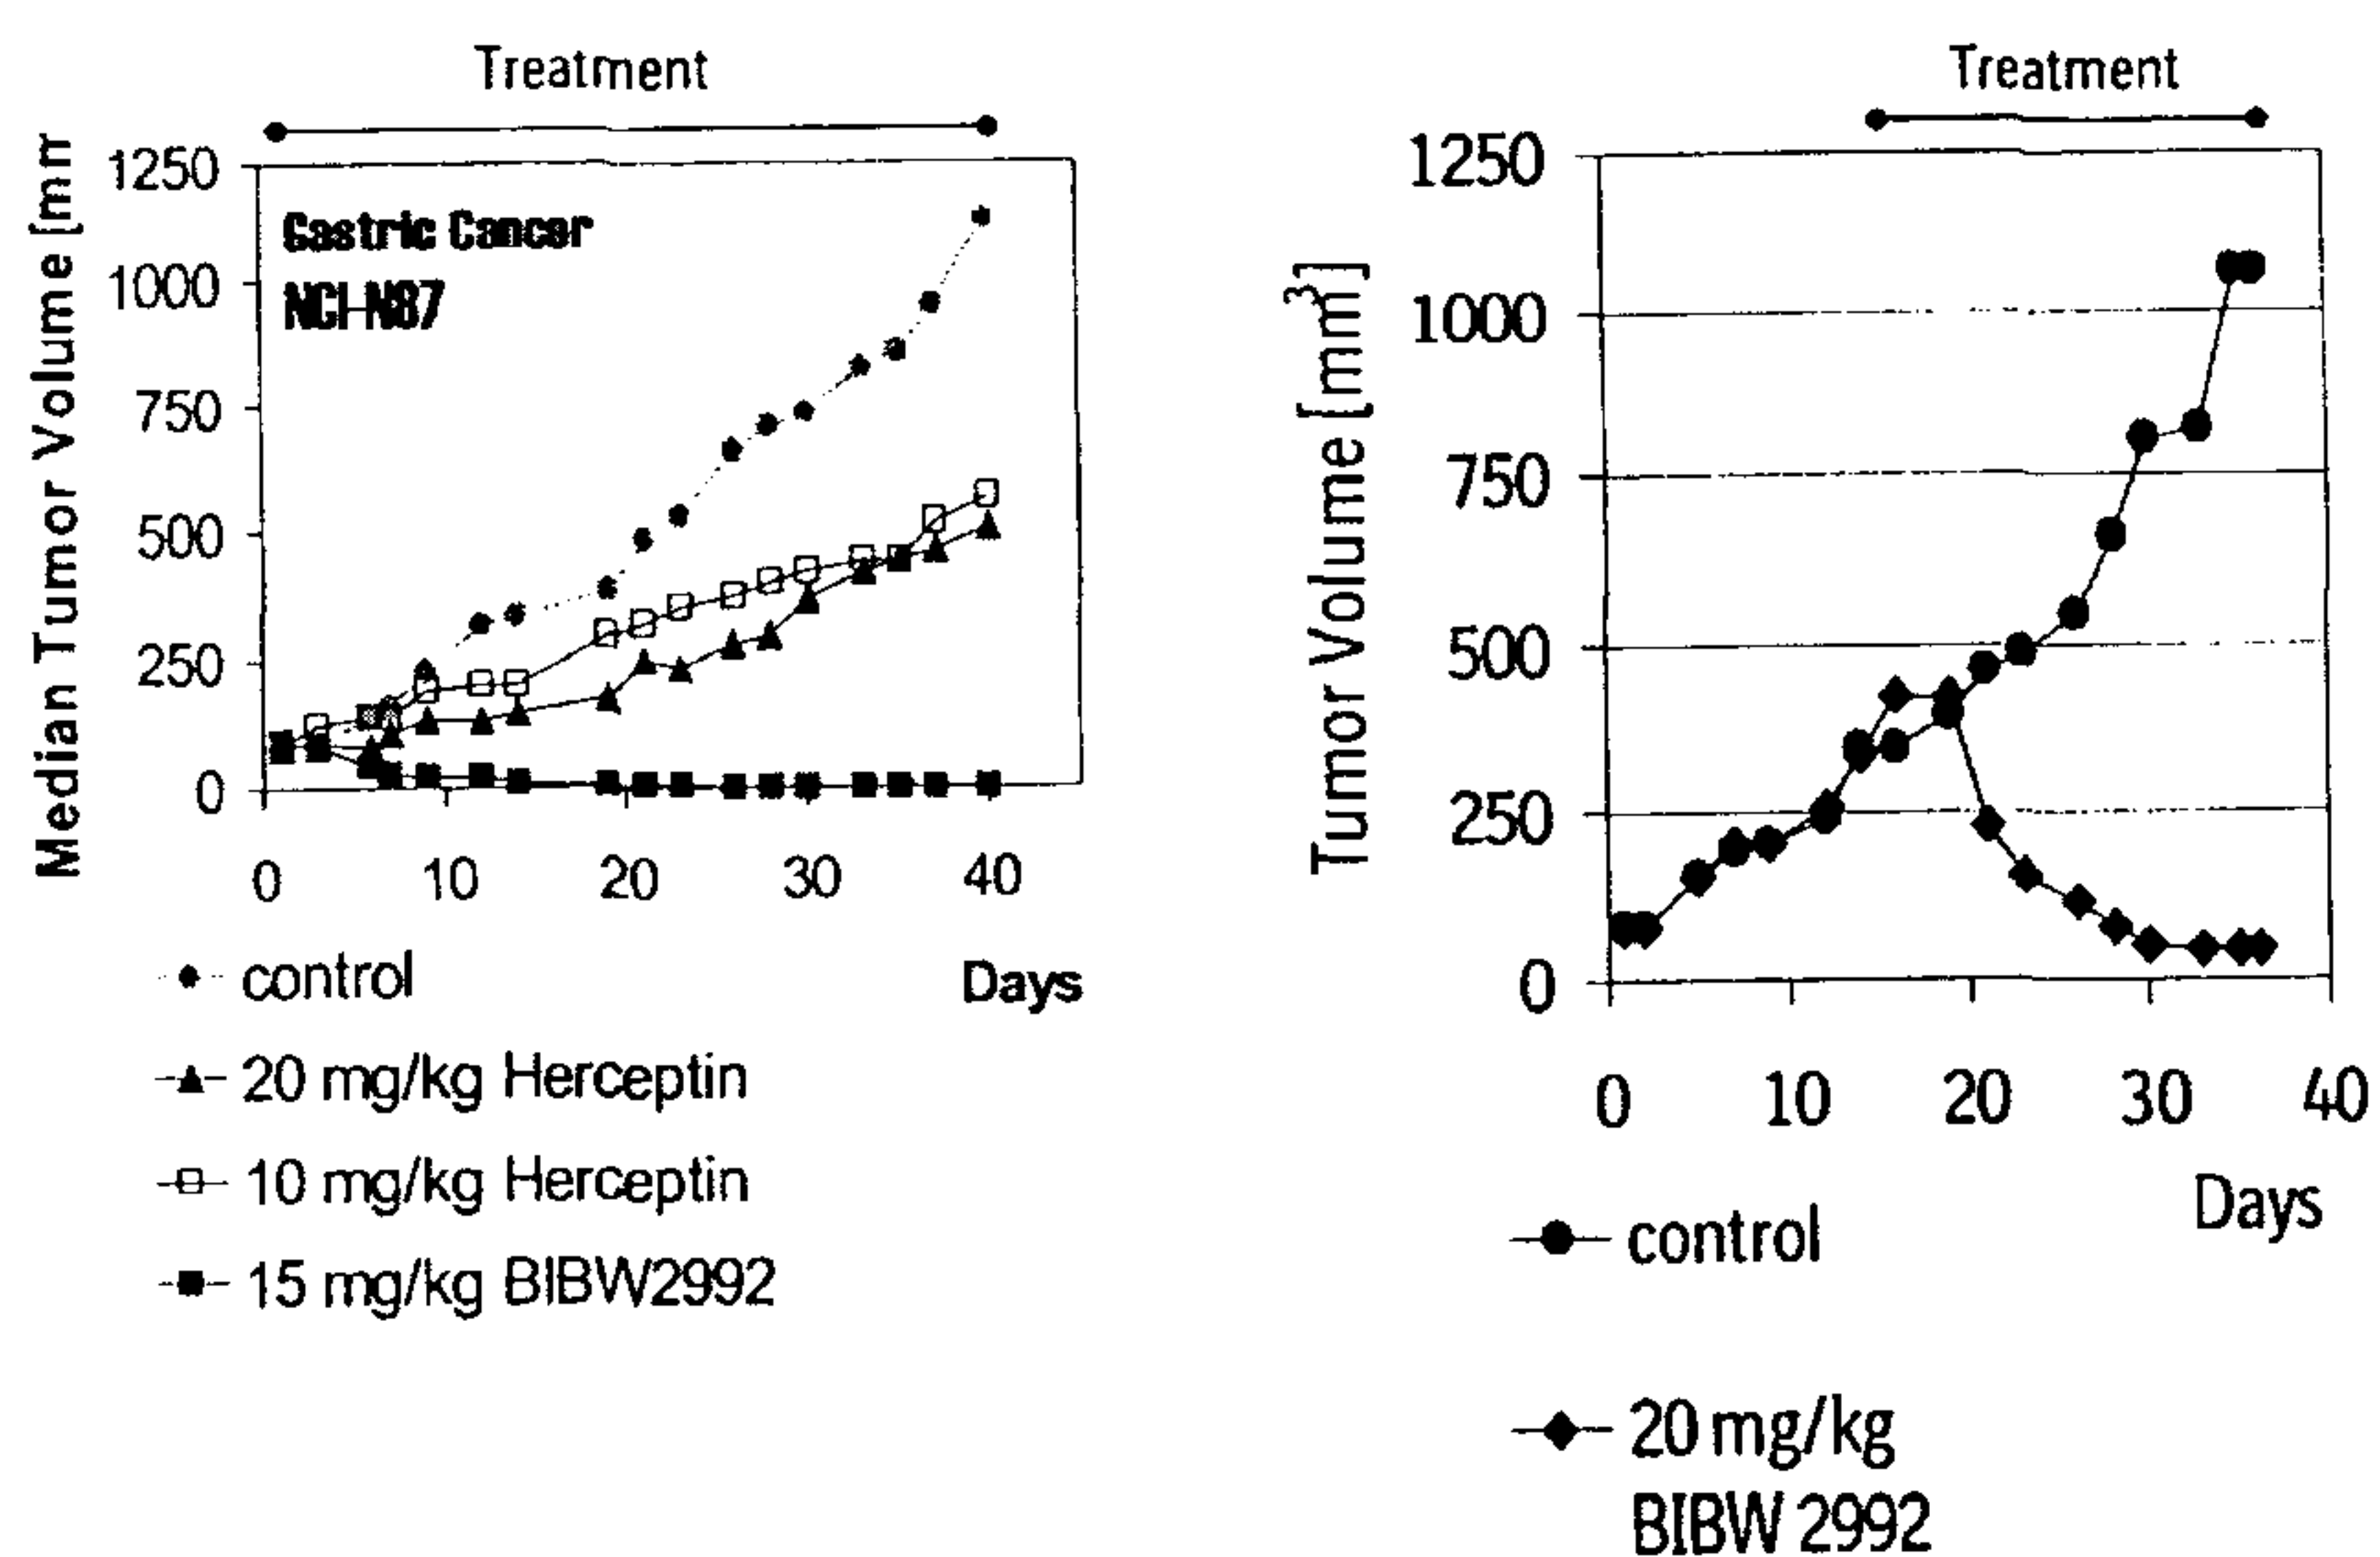 Treatment
Median Tumor Volume [mm
1250
1000
750
500
250
0
Gastric Cancer
NCI-N87
0 10 20 30 40
Days
control
20 mg/kg Herceptin
10 mg/kg Herceptin
15 mg/kg BIBW2992
Treatment
Tumor Volume [mm³]
1250
1000
750
500
250
0
0 10 20 30 40
Days
control
20 mg/kg
BIBW 2992